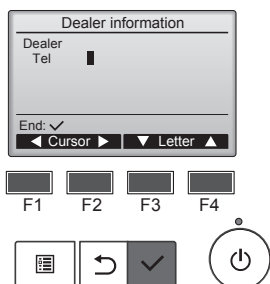 Dealer information
Dealer
Tel
End: ✓
◀ Cursor ▶ ▼ Letter ▲
F1 F2 F3 F4